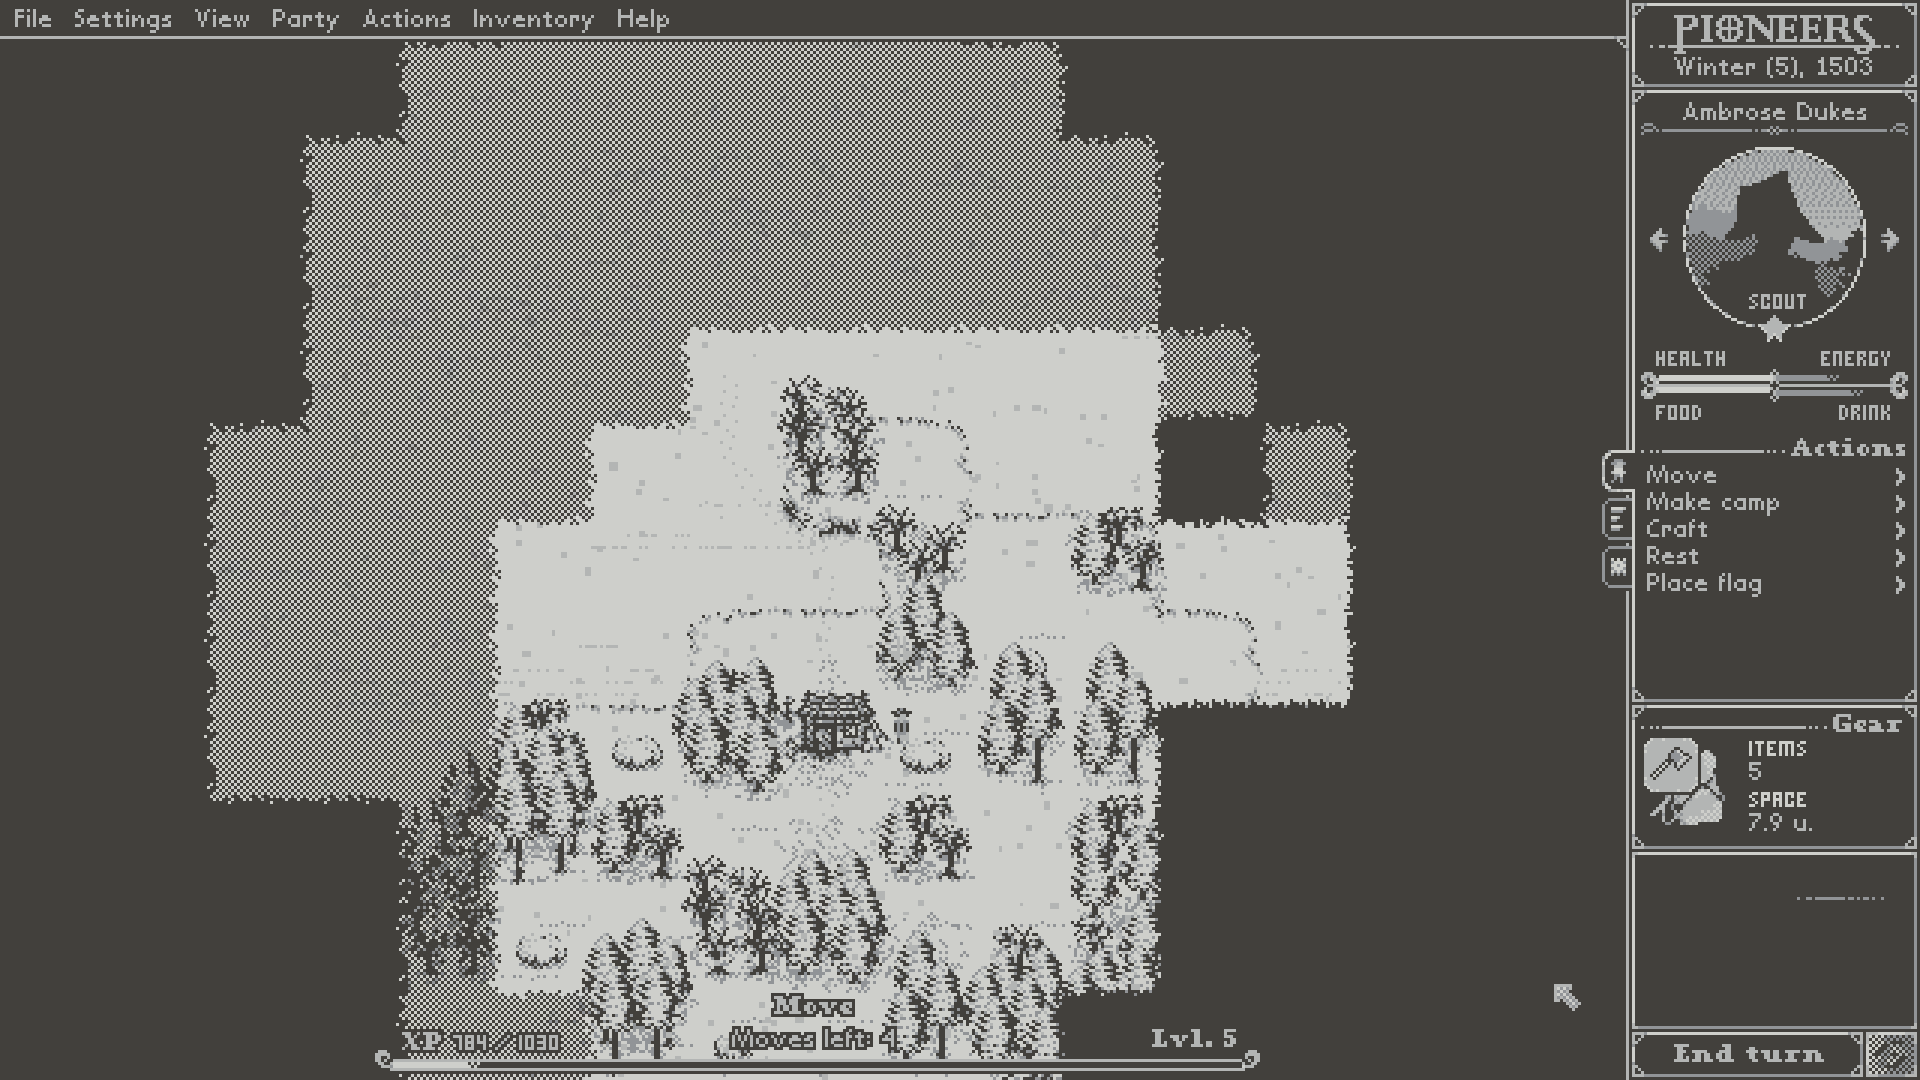 File Settings View Party Actions Inventory Help
PIONEERS
Winter (5), 1503
Ambrose Dukes
SCOUT
HEALTH ENERGY
FOOD DRINK
Actions
Move
Make camp
Craft
Rest
Place flag
Gear
ITEMS
5
SPACE
7.9 u.
Move
XP 784 / 1030 Moves left: 4 Lvl. 5
End turn